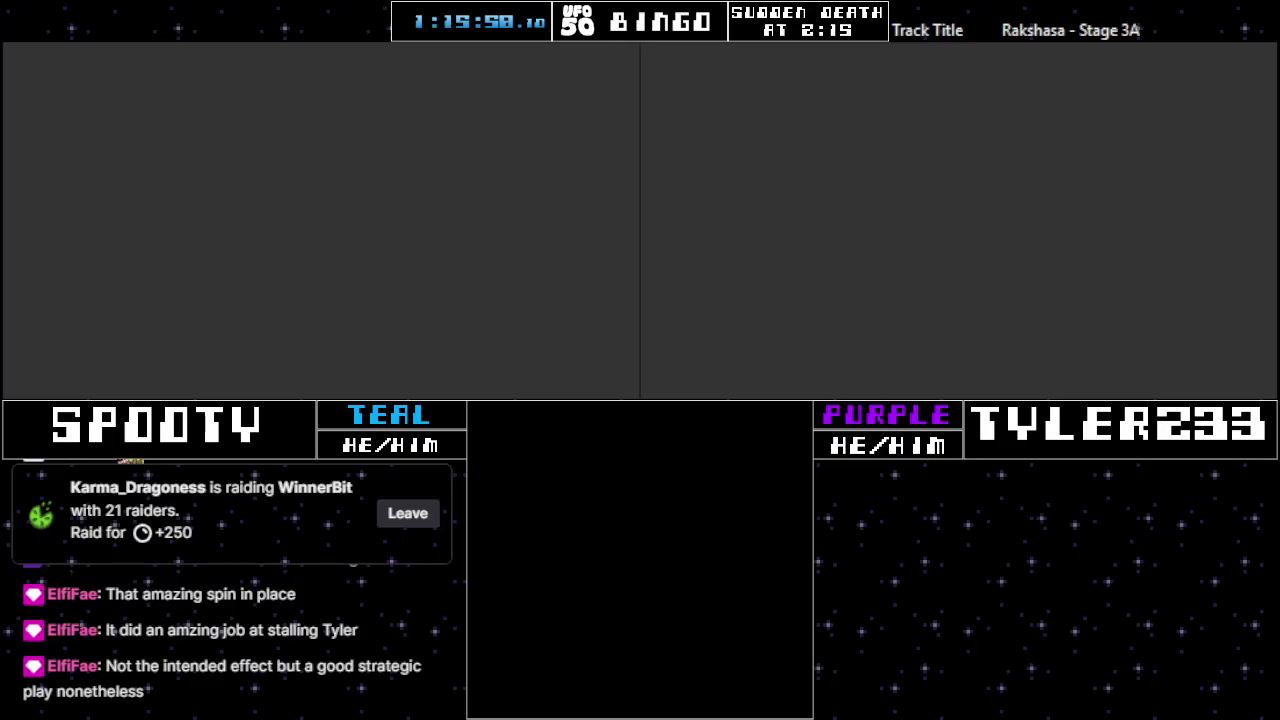 1:15:58.10
UFO 50 BINGO
SUDDEN DEATH
AT 2:15
Track Title Rakshasa - Stage 3A
SPOOTY
TEAL
HE/HIM
PURPLE
HE/HIM
TYLER233
Karma_Dragoness is raiding WinnerBit
with 21 raiders.
Raid for +250
Leave
ElfiFae: That amazing spin in place
ElfiFae: It did an amzing job at stalling Tyler
ElfiFae: Not the intended effect but a good strategic
play nonetheless